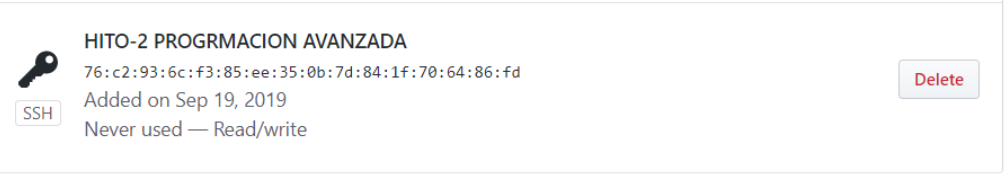 HITO-2 PROGRMACION AVANZADA
76:c2:93:6c:f3:85:ee:35:0b:7d:84:1f:70:64:86:fd
Added on Sep 19, 2019
Never used — Read/write
SSH
Delete